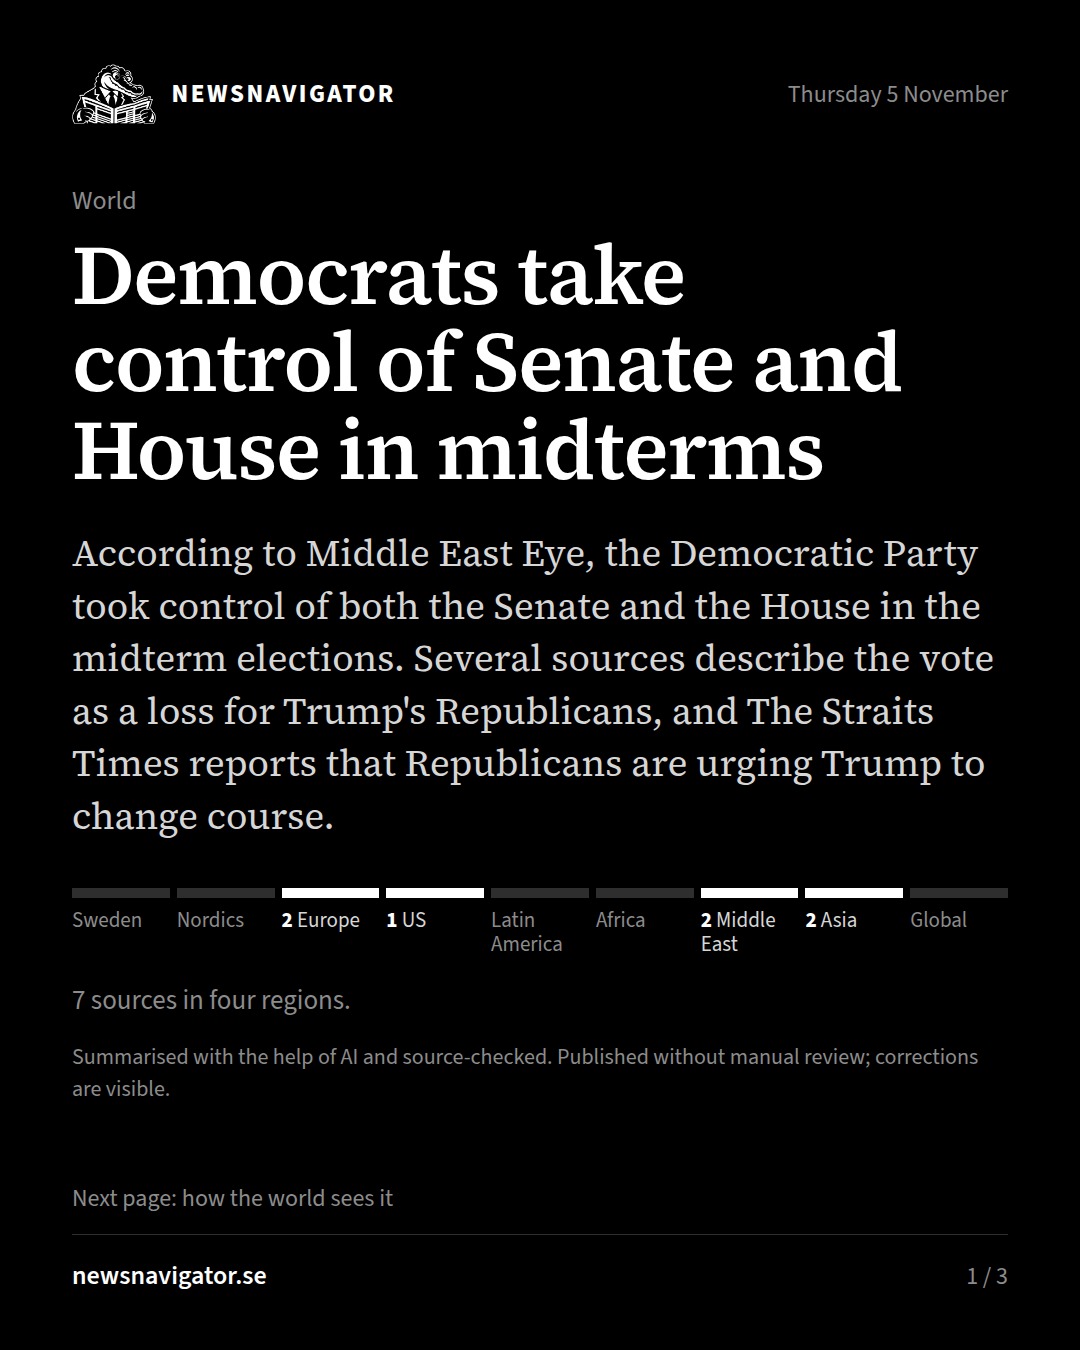 NEWSNAVIGATOR
Thursday 5 November
World
Democrats take
control of Senate and
House in midterms
According to Middle East Eye, the Democratic Party
took control of both the Senate and the House in the
midterm elections. Several sources describe the vote
as a loss for Trump's Republicans, and The Straits
Times reports that Republicans are urging Trump to
change course.
Sweden
Nordics
2 Europe
1 US
Latin
America
Africa
2 Middle
East
2 Asia
Global
7 sources in four regions.
Summarised with the help of AI and source-checked. Published without manual review; corrections
are visible.
Next page: how the world sees it
newsnavigator.se
1 / 3